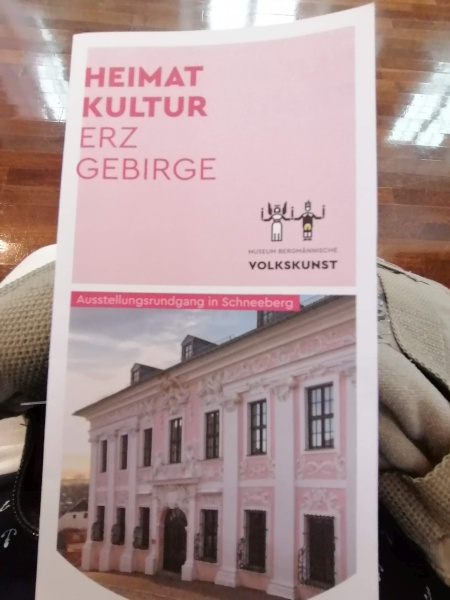 HEIMAT
KULTUR
ERZ
GEBIRGE
MUSEUM BERGMÄNNISCHE
VOLKSKUNST
Ausstellungsrundgang in Schneeberg